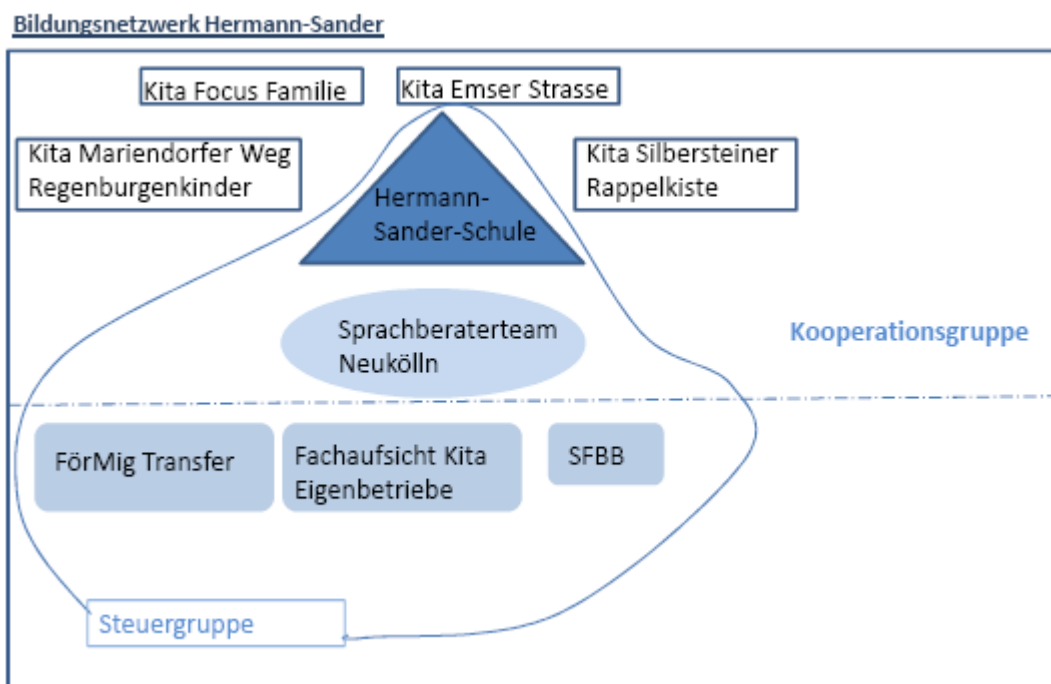 Bildungsnetzwerk Hermann-Sander
Kita Focus Familie
Kita Emser Strasse
Kita Mariendorfer Weg
Regenburgenkinder
Kita Silbersteiner
Rappelkiste
Hermann-
Sander-Schule
Sprachberaterteam
Neukölln
Kooperationsgruppe
FörMig Transfer
Fachaufsicht Kita
Eigenbetriebe
SFBB
Steuergruppe